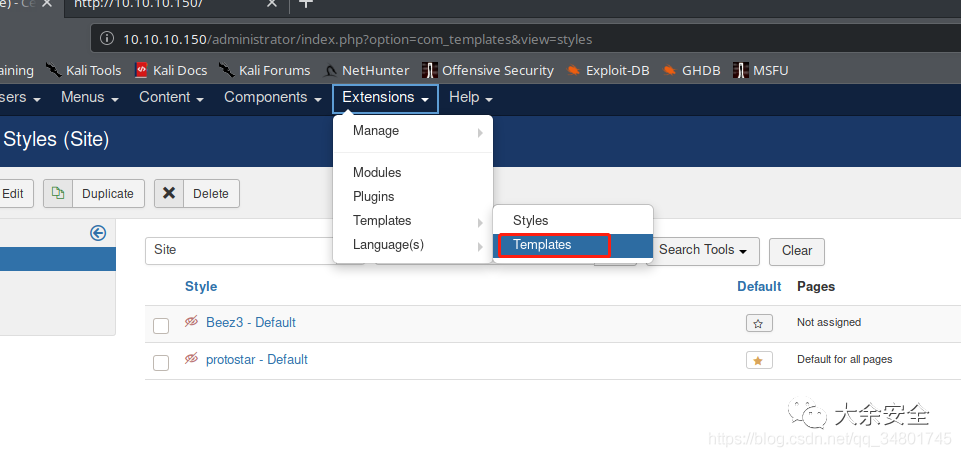 http://10.10.10.150/
10.10.10.150/administrator/index.php?option=com_templates&view=styles
Kali Tools Kali Docs Kali Forums NetHunter Offensive Security Exploit-DB GHDB MSFU
Menus Content Components Extensions Help
Styles (Site)
Manage
Edit Duplicate Delete
Modules
Plugins
Templates Styles
Language(s) Templates
Site Search Tools Clear
Style Default Pages
Beez3 - Default Not assigned
protostar - Default Default for all pages
大余安全
https://blog.csdn.net/qq_34801745